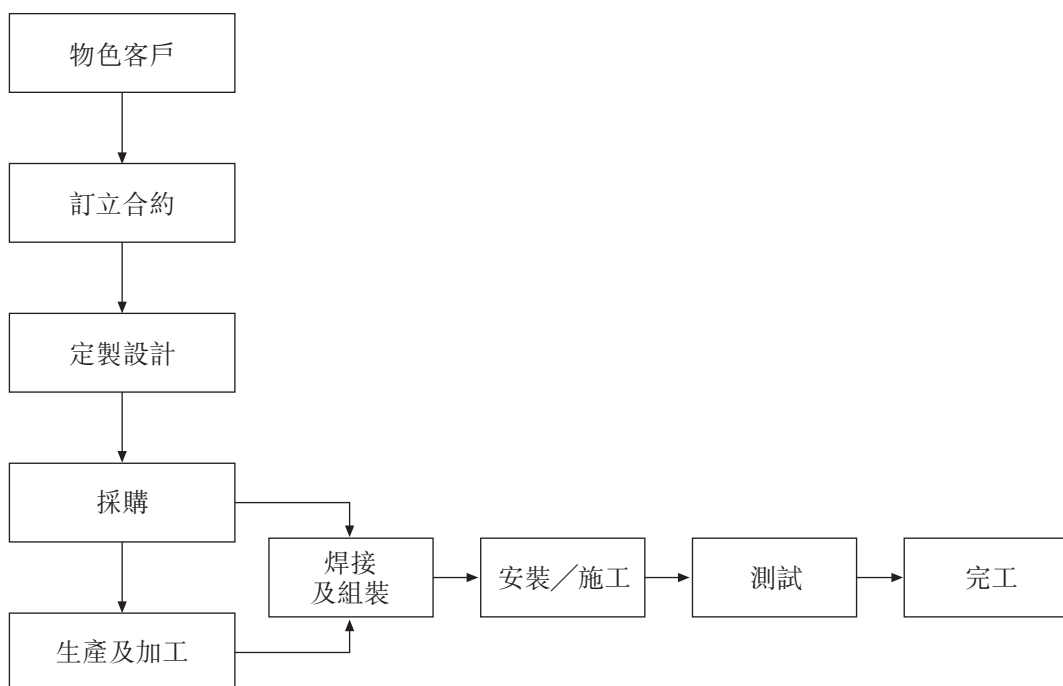 物色客戶
訂立合約
定製設計
採購
焊接
及組裝
安裝／施工
測試
完工
生產及加工